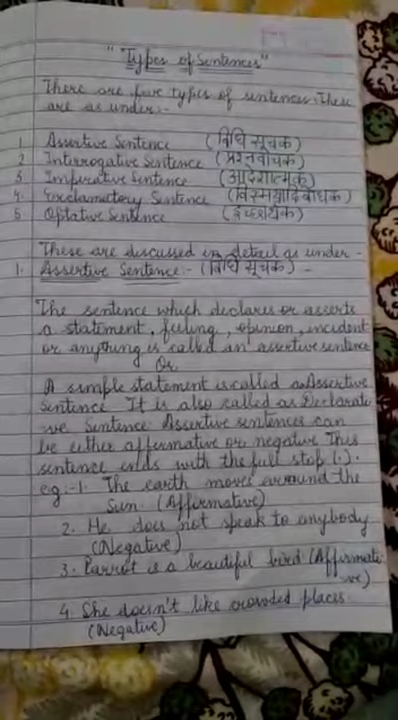 "Types of Sentences"
There are five types of sentences. These
are as under:-
1. Assertive Sentence (विधि सूचक)
2. Interrogative Sentence (प्रश्नवाचक)
3. Imperative Sentence (आदेशात्मक)
4. Exclamatory Sentence (विस्मयादिबोधक)
5. Optative Sentence (इच्छार्थक)
These are discussed in detail as under-
1. Assertive Sentence:- (विधि सूचक) -
The sentence which declares or asserts
a statement, feeling, opinion, incident
or anything is called an assertive sentence
Or
A simple statement is called as Assertive
Sentence. It is also called as Declarati
ve Sentence. Assertive sentences can
be either affirmative or negative. This
sentence ends with the full stop (.).
eg:-1. The earth moves around the
Sun. (Affirmative)
2. He does not speak to anybody
(Negative)
3. Parrot is a beautiful bird (Affirmati
ve)
4. She doesn't like crowded places.
(Negative)